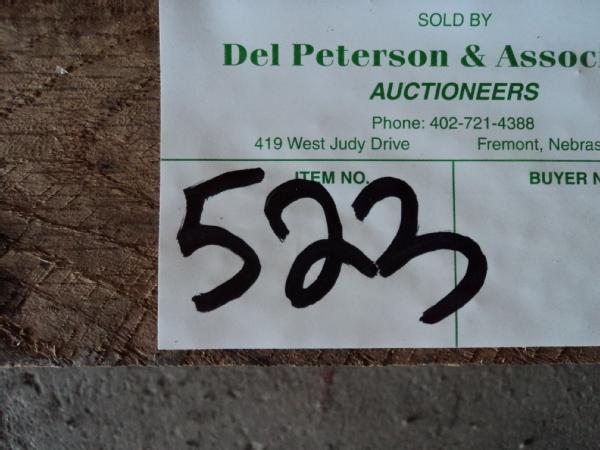 SOLD BY
Del Peterson & Associ
AUCTIONEERS
Phone: 402-721-4388
419 West Judy Drive Fremont, Nebras
ITEM NO. BUYER N
523